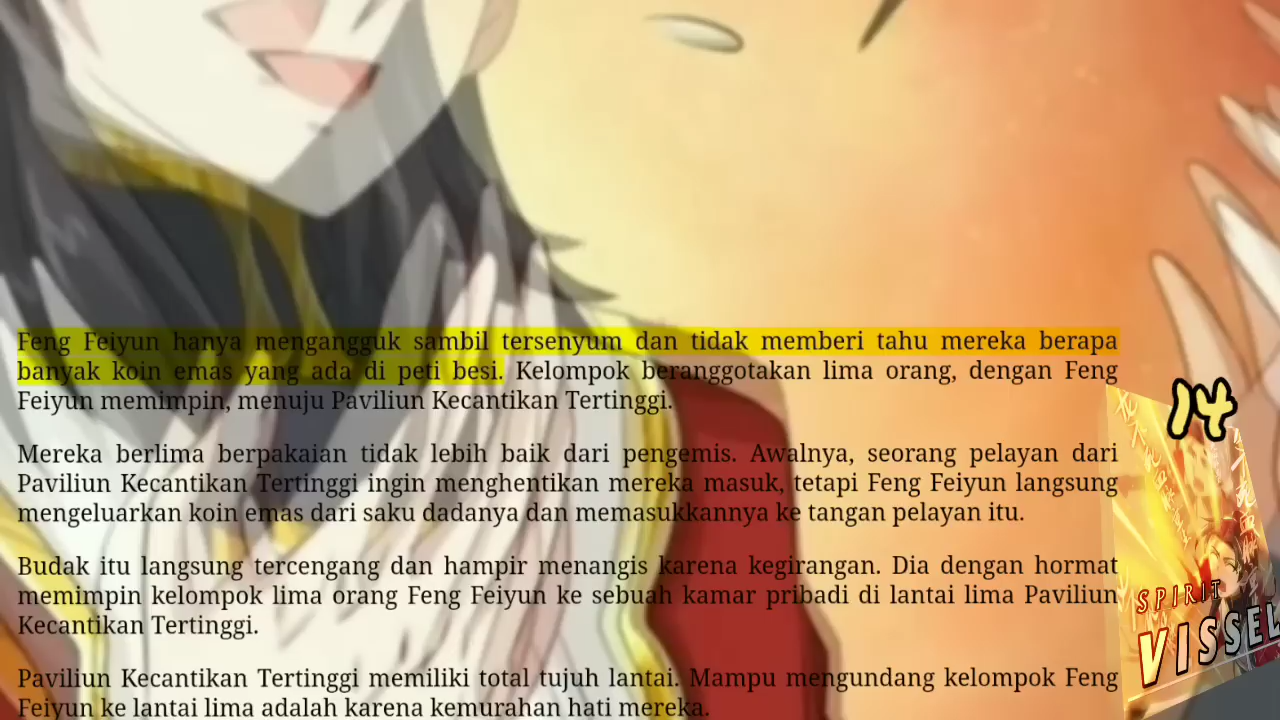 Feng Feiyun hanya mengangguk sambil tersenyum dan tidak memberi tahu mereka berapa
banyak koin emas yang ada di peti besi. Kelompok beranggotakan lima orang, dengan Feng
Feiyun memimpin, menuju Paviliun Kecantikan Tertinggi.
Mereka berlima berpakaian tidak lebih baik dari pengemis. Awalnya, seorang pelayan dari
Paviliun Kecantikan Tertinggi ingin menghentikan mereka masuk, tetapi Feng Feiyun langsung
mengeluarkan koin emas dari saku dadanya dan memasukkannya ke tangan pelayan itu.
Budak itu langsung tercengang dan hampir menangis karena kegirangan. Dia dengan hormat
memimpin kelompok lima orang Feng Feiyun ke sebuah kamar pribadi di lantai lima Paviliun
Kecantikan Tertinggi.
Paviliun Kecantikan Tertinggi memiliki total tujuh lantai. Mampu mengundang kelompok Feng
Feiyun ke lantai lima adalah karena kemurahan hati mereka.
14
SPIRIT
VISSEL